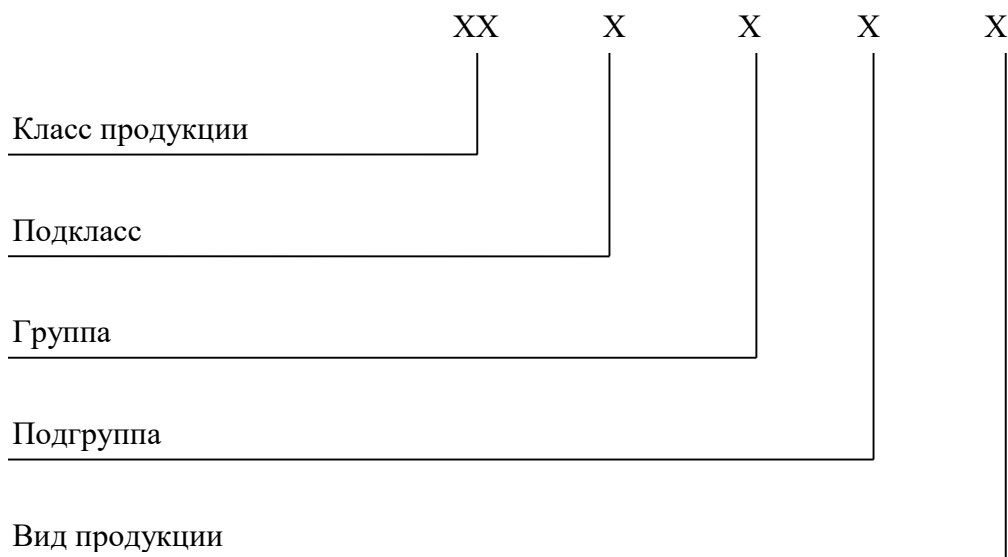 XX X X X X
Класс продукции
Подкласс
Группа
Подгруппа
Вид продукции